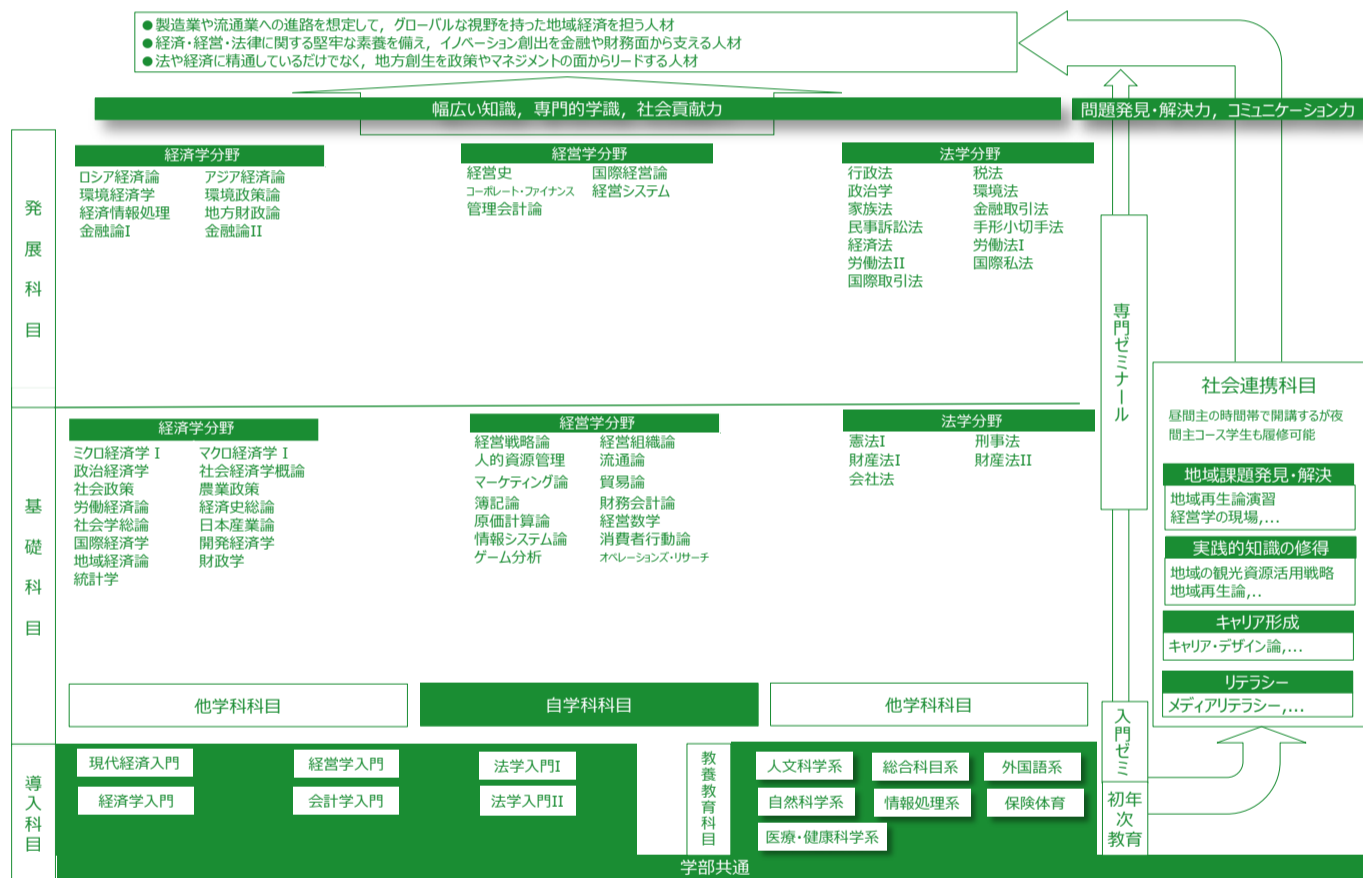 ●製造業や流通業への進路を想定して，グローバルな視野を持った地域経済を担う人材
●経済・経営・法律に関する堅牢な素養を備え，イノベーション創出を金融や財務面から支える人材
●法や経済に精通しているだけでなく，地方創生を政策やマネジメントの面からリードする人材
幅広い知識，専門的学識，社会貢献力
問題発見・解決力，コミュニケーション力
発展科目
経済学分野
ロシア経済論 アジア経済論
環境経済学 環境政策論
経済情報処理 地方財政論
金融論I 金融論II
経営学分野
経営史 国際経営論
コーポレート・ファイナンス 経営システム
管理会計論
法学分野
行政法 税法
政治学 環境法
家族法 金融取引法
民事訴訟法 手形小切手法
経済法 労働法I
労働法II 国際私法
国際取引法
専門ゼミナール
基礎科目
経済学分野
ミクロ経済学 I マクロ経済学 I
政治経済学 社会経済学概論
社会政策 農業政策
労働経済論 経済史総論
社会学総論 日本産業論
国際経済学 開発経済学
地域経済論 財政学
統計学
経営学分野
経営戦略論 経営組織論
人的資源管理 流通論
マーケティング論 貿易論
簿記論 財務会計論
原価計算論 経営数学
情報システム論 消費者行動論
ゲーム分析 オペレーションズ・リサーチ
法学分野
憲法I 刑事法
財産法I 財産法II
会社法
他学科科目
自学科科目
他学科科目
社会連携科目
昼間主の時間帯で開講するが夜
間主コース学生も履修可能
地域課題発見・解決
地域再生論演習
経営学の現場,…
実践的知識の修得
地域の観光資源活用戦略
地域再生論,..
キャリア形成
キャリア・デザイン論,…
リテラシー
メディアリテラシー,…
導入科目
現代経済入門 経営学入門 法学入門I
経済学入門 会計学入門 法学入門II
教養教育科目
人文科学系 総合科目系 外国語系
自然科学系 情報処理系 保険体育
医療・健康科学系
入門ゼミ
初年
次
教育
学部共通